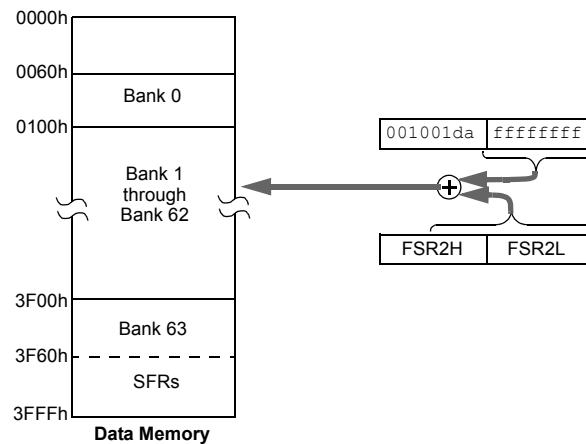 0000h
0060h
Bank 0
0100h
001001da ffffffff
Bank 1
through
Bank 62
FSR2H FSR2L
3F00h
Bank 63
3F60h
SFRs
3FFFh
Data Memory